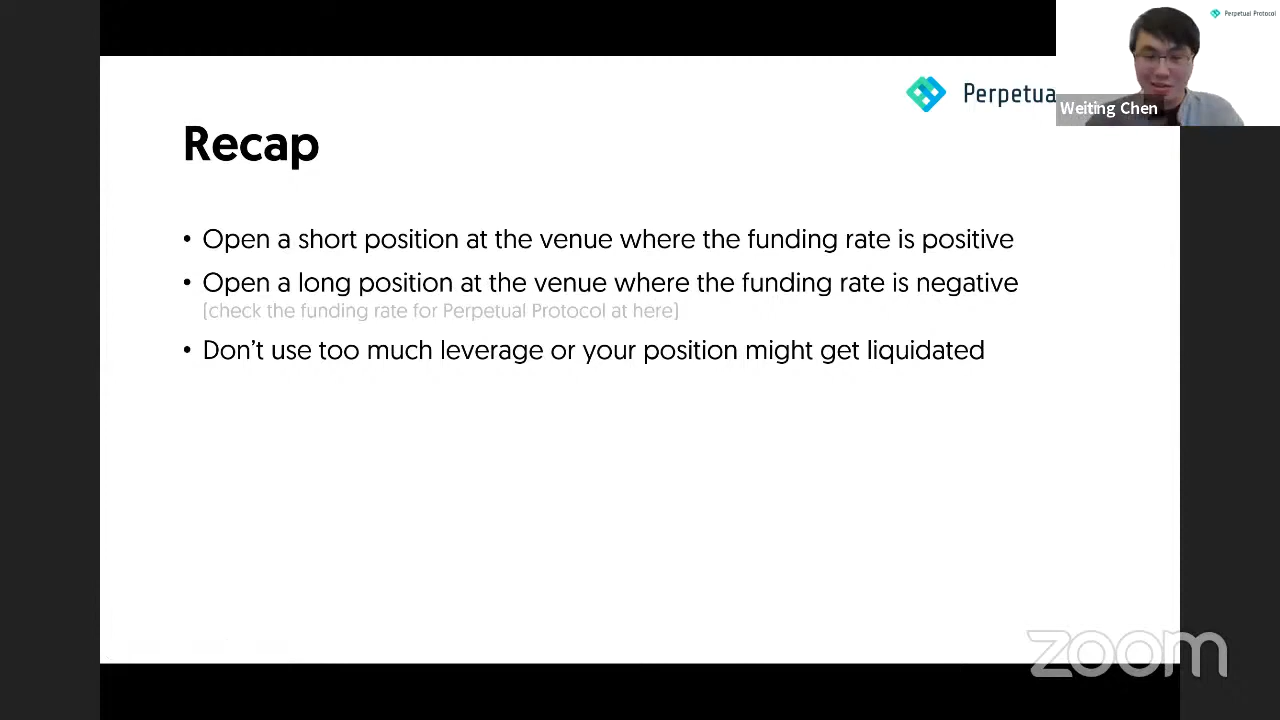 Perpetual Protocol
Perpetua
Weiting Chen
Recap
• Open a short position at the venue where the funding rate is positive
• Open a long position at the venue where the funding rate is negative
(check the funding rate for Perpetual Protocol at here)
• Don't use too much leverage or your position might get liquidated
zoom